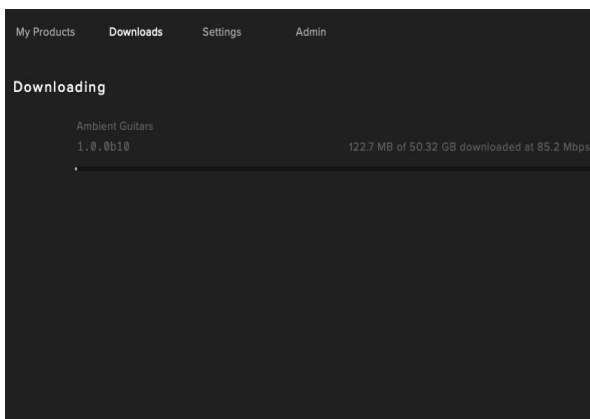 My Products Downloads Settings Admin
Downloading
Ambient Guitars
1.0.0b10 122.7 MB of 50.32 GB downloaded at 85.2 Mbps